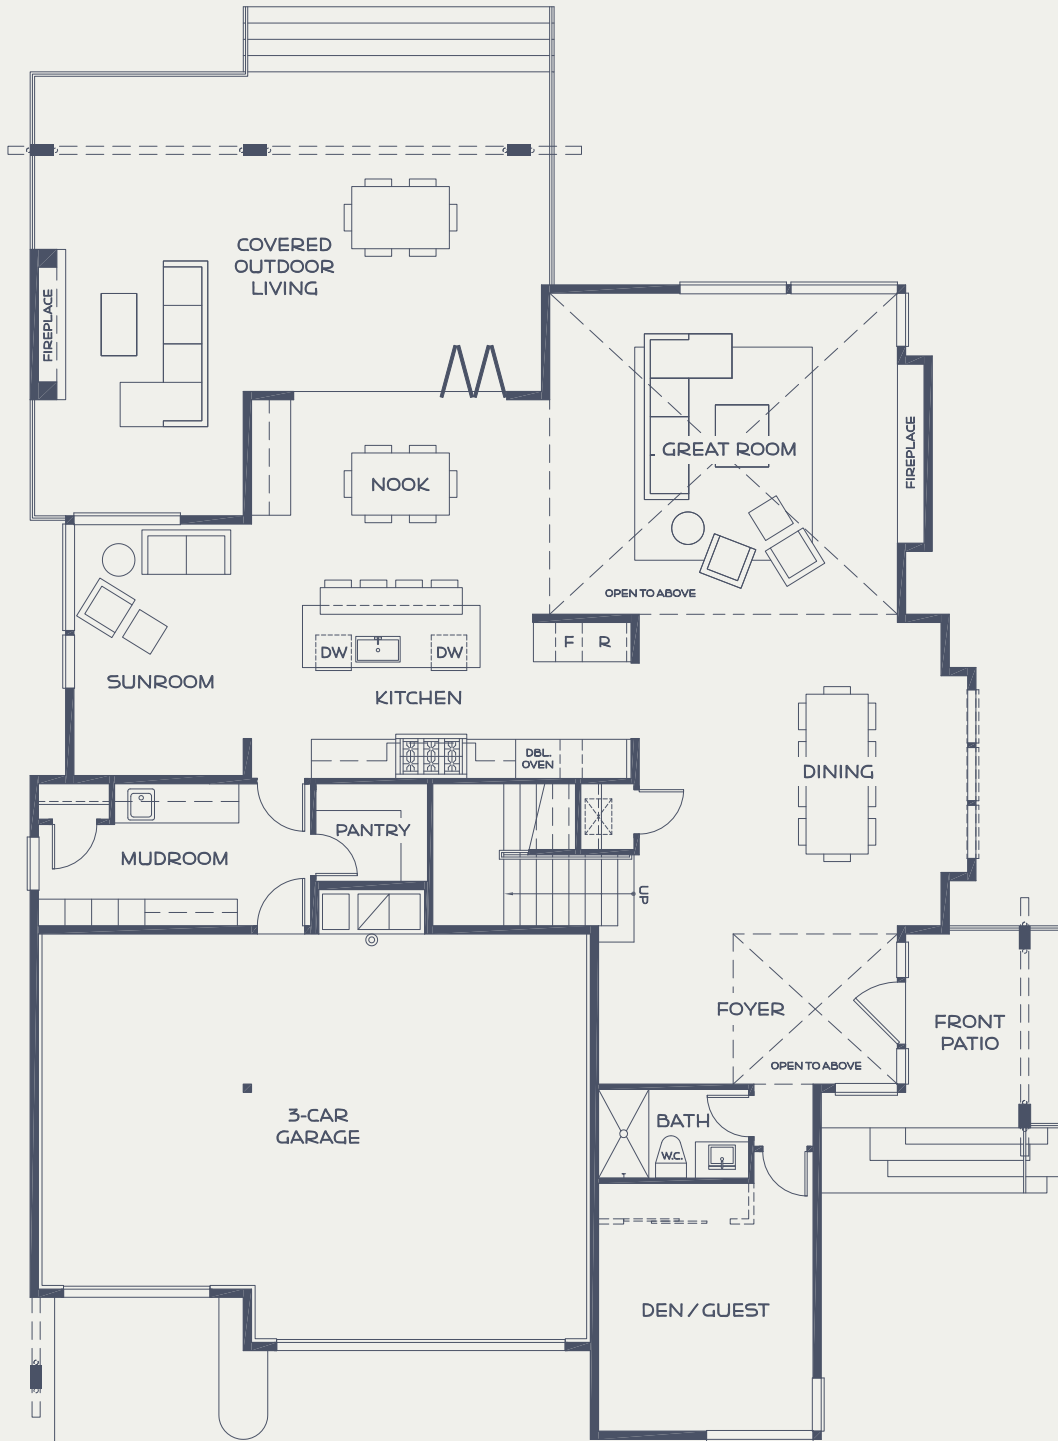 COVERED
OUTDOOR
LIVING
FIREPLACE
NOOK
GREAT ROOM
FIREPLACE
OPEN TO ABOVE
F R
DW DW
SUNROOM
KITCHEN
DBL.
OVEN
DINING
PANTRY
MUDROOM
UP
FOYER
OPEN TO ABOVE
FRONT
PATIO
3-CAR
GARAGE
BATH
W.C.
DEN / GUEST